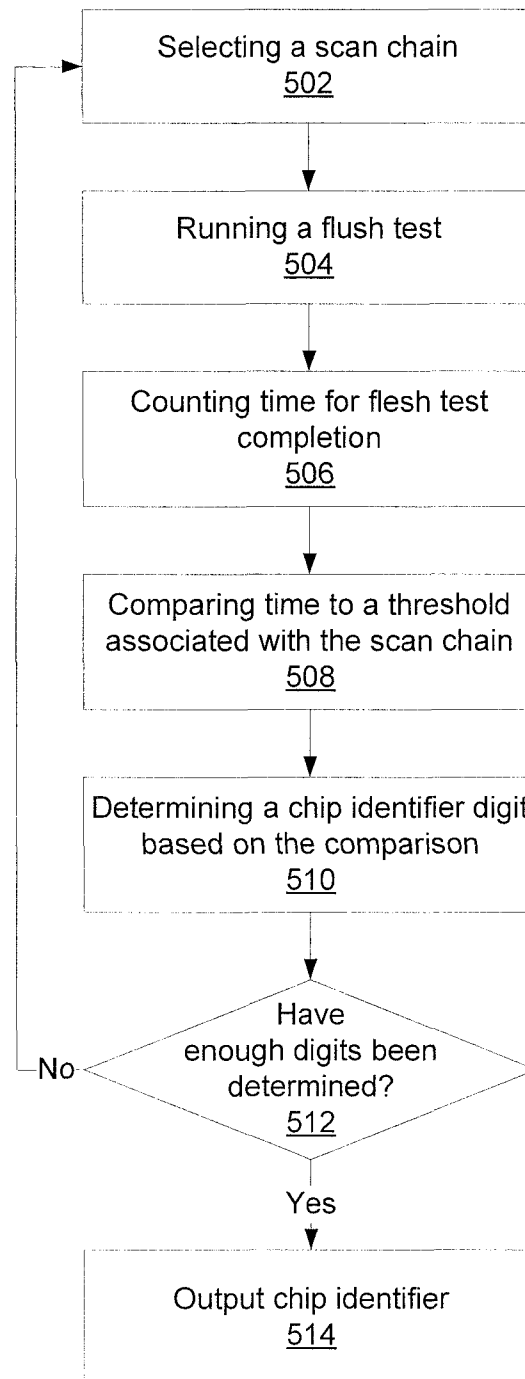 Selecting a scan chain
502
Running a flush test
504
Counting time for flesh test
completion
506
Comparing time to a threshold
associated with the scan chain
508
Determining a chip identifier digit
based on the comparison
510
Have
enough digits been
determined?
512
No
Yes
Output chip identifier
514